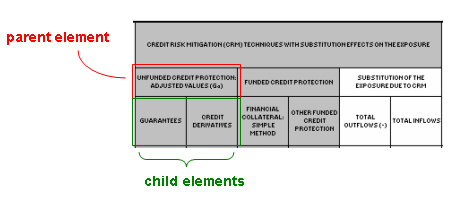 parent element
CREDIT RISK MITIGATION (CRM) TECHNIQUES WITH SUBSTITUTION EFFECTS ON THE EXPOSURE
UNFUNDED CREDIT PROTECTION:
ADJUSTED VALUES (Ga)
FUNDED CREDIT PROTECTION
SUBSTITUTION OF THE
EXPOSURE DUE TO CRM
GUARANTEES
CREDIT
DERIVATIVES
FINANCIAL
COLLATERAL:
SIMPLE
METHOD
OTHER FUNDED
CREDIT
PROTECTION
TOTAL
OUTFLOWS (-)
TOTAL INFLOWS
child elements